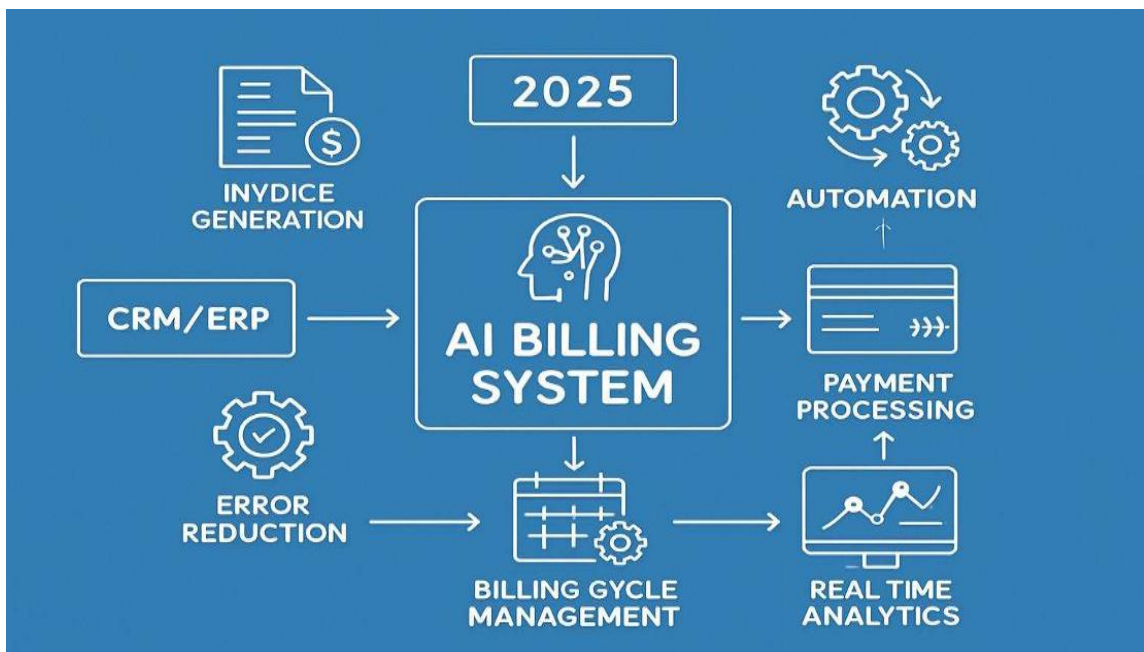 2025
INYDICE
GENERATION
AUTOMATION
CRM/ERP
AI BILLING
SYSTEM
PAYMENT
PROCESSING
ERROR
REDUCTION
BILLING GYCLE
MANAGEMENT
REAL TIME
ANALYTICS
$